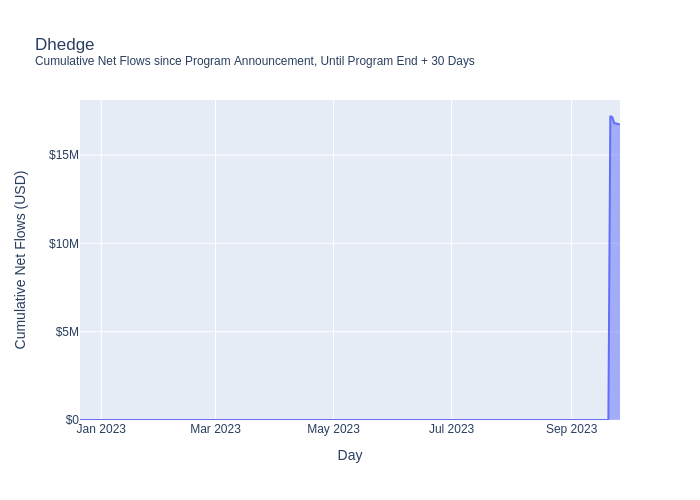 Dhedge
Cumulative Net Flows since Program Announcement, Until Program End + 30 Days
Cumulative Net Flows (USD)
$15M
$10M
$5M
$0
Jan 2023
Mar 2023
May 2023
Jul 2023
Sep 2023
Day